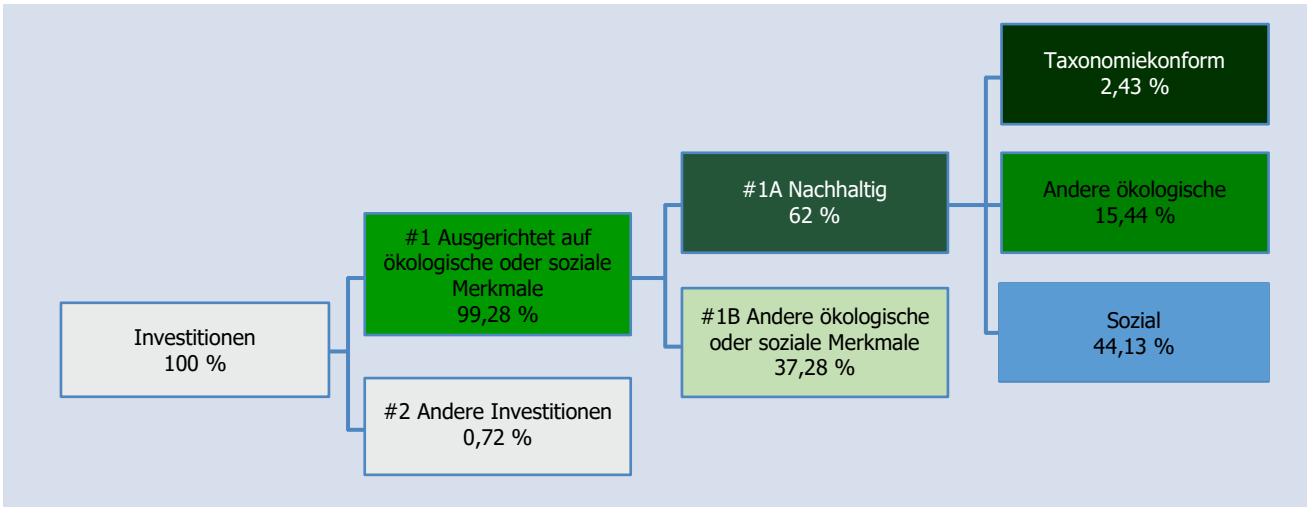 Investitionen
100 %
#1 Ausgerichtet auf
ökologische oder soziale
Merkmale
99,28 %
#2 Andere Investitionen
0,72 %
#1A Nachhaltig
62 %
#1B Andere ökologische
oder soziale Merkmale
37,28 %
Taxonomiekonform
2,43 %
Andere ökologische
15,44 %
Sozial
44,13 %